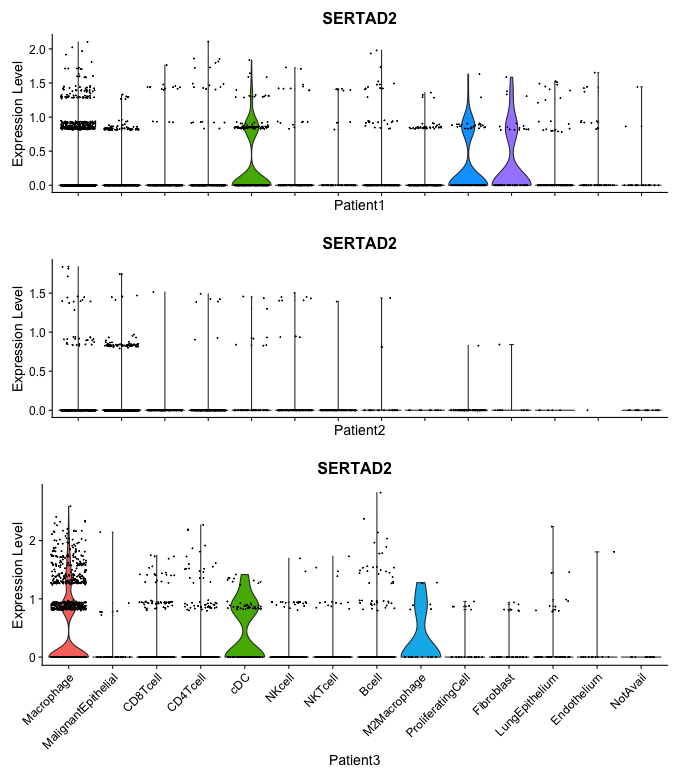 SERTAD2
Expression Level
2.0
1.5
1.0
0.5
0.0
Patient1
SERTAD2
Expression Level
1.5
1.0
0.5
0.0
Patient2
SERTAD2
Expression Level
2
1
0
Macrophage
MalignantEpithelial
CD8Tcell
CD4Tcell
cDC
NKcell
NKTcell
Bcell
M2Macrophage
ProliferatingCell
Fibroblast
LungEpithelium
Endothelium
NotAvail
Patient3